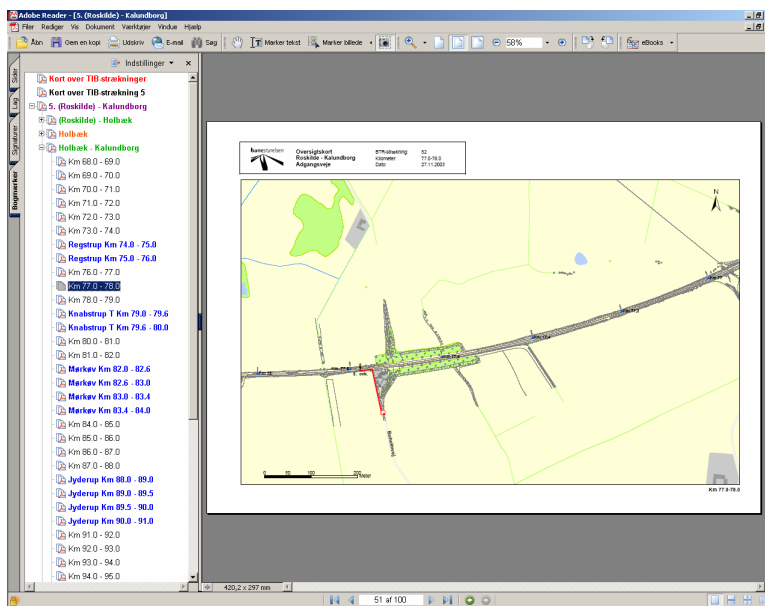 Adobe Reader - [5. (Roskilde) - Kalundborg]
Filer Rediger Vis Dokument Værktøjer Vindue Hjælp
Åbn Gem en kopi Udskriv E-mail Søg Marker tekst Marker billede 58% eBooks
Indstillinger
Sider
Lag
Signaturer
Bogmærker
Kort over TIB-strækninger
Kort over TIB-strækning 5
5. (Roskilde) - Kalundborg
(Roskilde) - Holbæk
Holbæk
Holbæk - Kalundborg
Km 68.0 - 69.0
Km 69.0 - 70.0
Km 70.0 - 71.0
Km 71.0 - 72.0
Km 72.0 - 73.0
Km 73.0 - 74.0
Regstrup Km 74.0 - 75.0
Regstrup Km 75.0 - 76.0
Km 76.0 - 77.0
Km 77.0 - 78.0
Km 78.0 - 79.0
Knabstrup T Km 79.0 - 79.6
Knabstrup T Km 79.6 - 80.0
Km 80.0 - 81.0
Km 81.0 - 82.0
Mørkøv Km 82.0 - 82.6
Mørkøv Km 82.6 - 83.0
Mørkøv Km 83.0 - 83.4
Mørkøv Km 83.4 - 84.0
Km 84.0 - 85.0
Km 85.0 - 86.0
Km 86.0 - 87.0
Km 87.0 - 88.0
Jyderup Km 88.0 - 89.0
Jyderup Km 89.0 - 89.5
Jyderup Km 89.5 - 90.0
Jyderup Km 90.0 - 91.0
Km 91.0 - 92.0
Km 92.0 - 93.0
Km 93.0 - 94.0
Km 94.0 - 95.0
banestyrelsen
Oversigtskort
Roskilde - Kalundborg
Adgangsveje
BTR-strækning: 52
Kilometer: 77.0-78.0
Dato: 27.11.2003
N
0 50 100 200
Meter
Km 77.0-78.0
420,2 x 297 mm
51 af 100